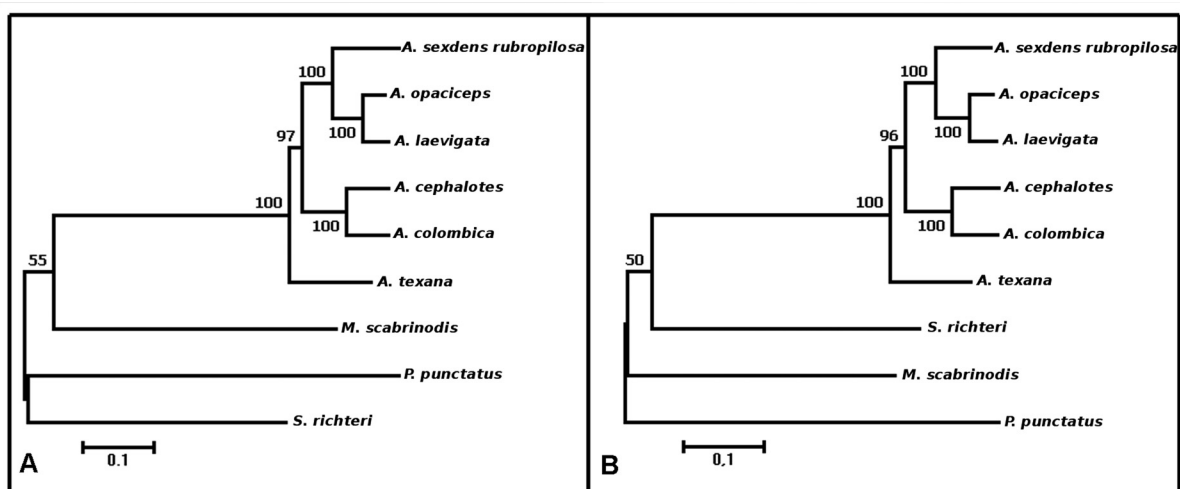 A. sexdens rubropilosa
100
A. opaciceps
100
A. laevigata
97
A. cephalotes
100
100
A. colombica
55
A. texana
M. scabrinodis
P. punctatus
S. richteri
0.1
A
A. sexdens rubropilosa
100
A. opaciceps
100
A. laevigata
96
A. cephalotes
100
100
A. colombica
50
A. texana
S. richteri
M. scabrinodis
P. punctatus
0,1
B